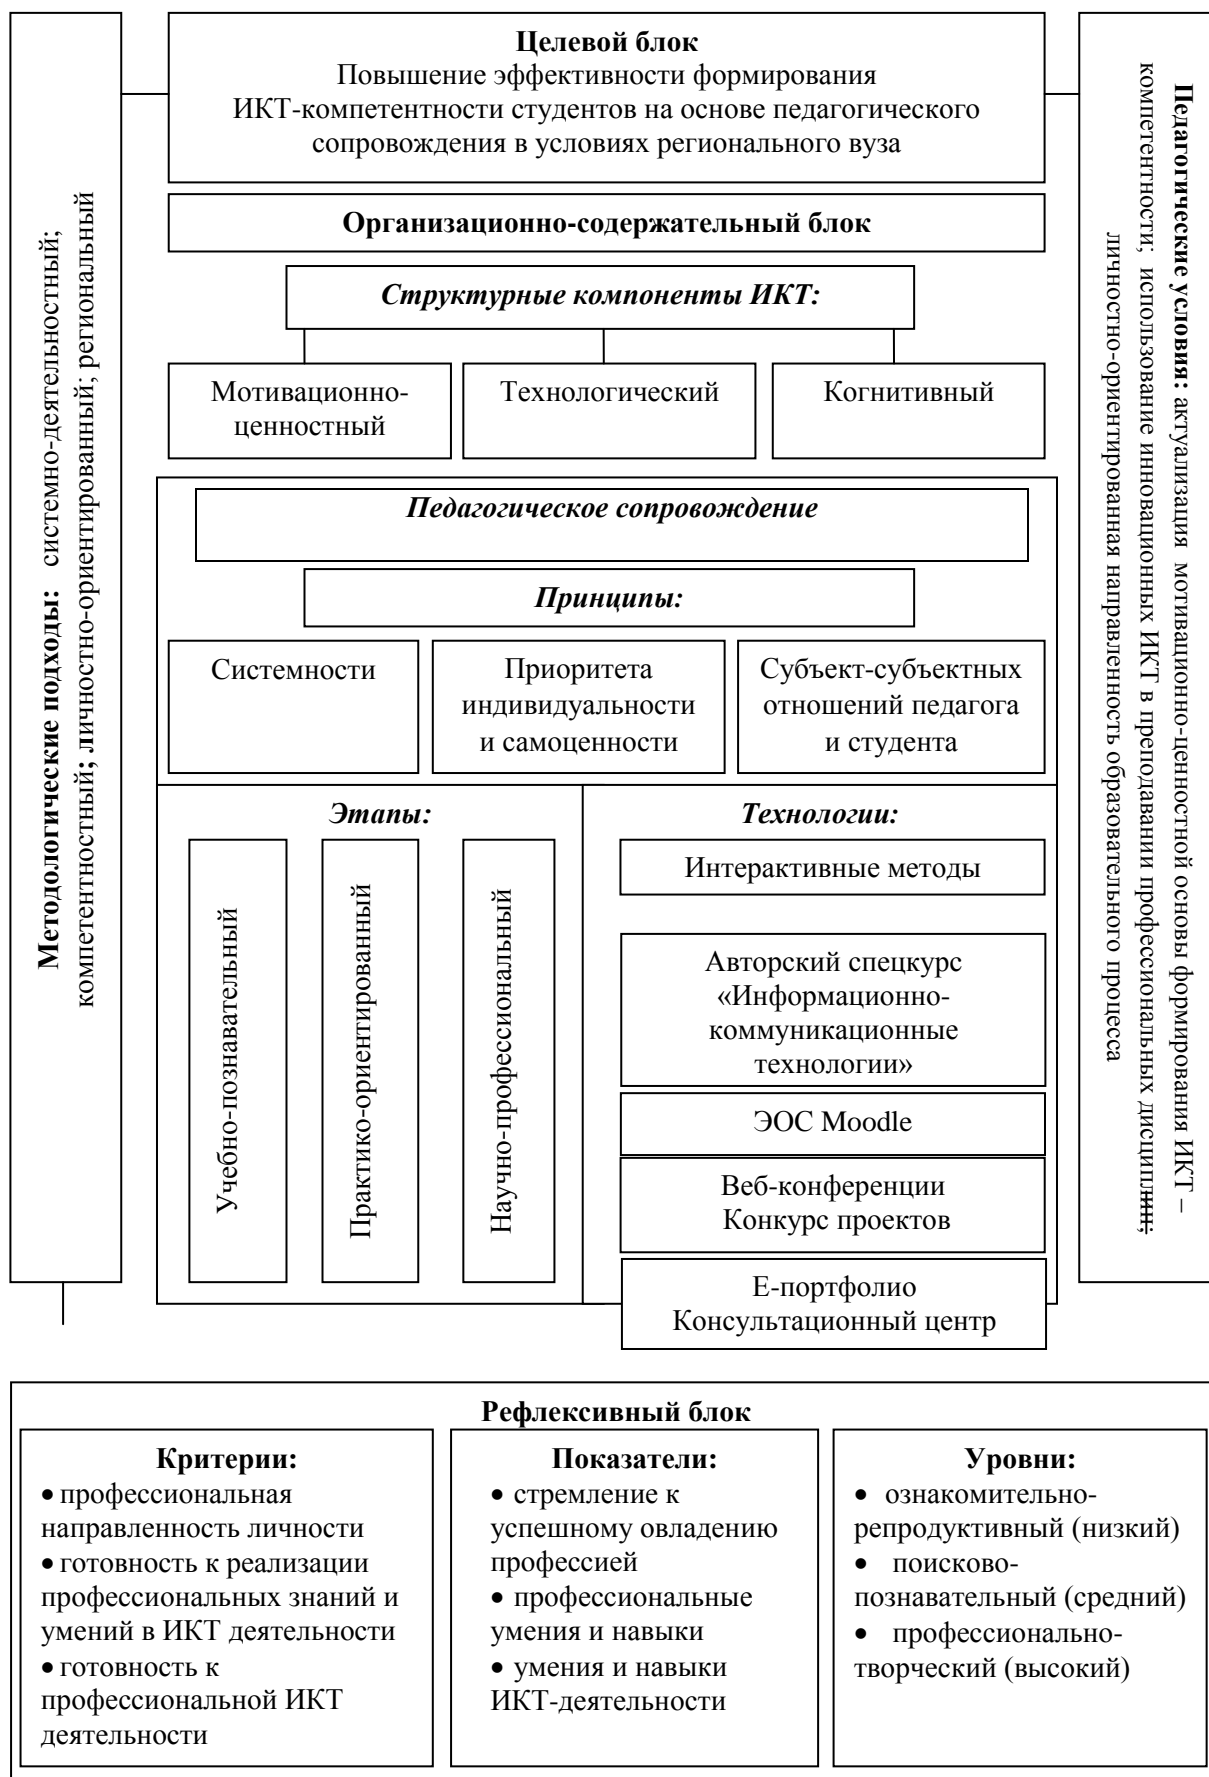 Методологические подходы: системно-деятельностный;
компетентностный; личностно-ориентированный; региональный
Целевой блок
Повышение эффективности формирования
ИКТ-компетентности студентов на основе педагогического
сопровождения в условиях регионального вуза
Организационно-содержательный блок
Структурные компоненты ИКТ:
Мотивационно-
ценностный
Технологический
Когнитивный
Педагогическое сопровождение
Принципы:
Системности
Приоритета
индивидуальности
и самоценности
Субъект-субъектных
отношений педагога
и студента
Этапы:
Учебно-познавательный
Практико-ориентированный
Научно-профессиональный
Технологии:
Интерактивные методы
Авторский спецкурс
«Информационно-
коммуникационные
технологии»
ЭОС Moodle
Веб-конференции
Конкурс проектов
Е-портфолио
Консультационный центр
Педагогические условия: актуализация мотивационно-ценностной основы формирования ИКТ –
компетентности; использование инновационных ИКТ в преподавании профессиональных дисциплин;
личностно-ориентированная направленность образовательного процесса
Рефлексивный блок
Критерии:
• профессиональная
направленность личности
• готовность к реализации
профессиональных знаний и
умений в ИКТ деятельности
• готовность к
профессиональной ИКТ
деятельности
Показатели:
• стремление к
успешному овладению
профессией
• профессиональные
умения и навыки
• умения и навыки
ИКТ-деятельности
Уровни:
• ознакомительно-
репродуктивный (низкий)
• поисково-
познавательный (средний)
• профессионально-
творческий (высокий)